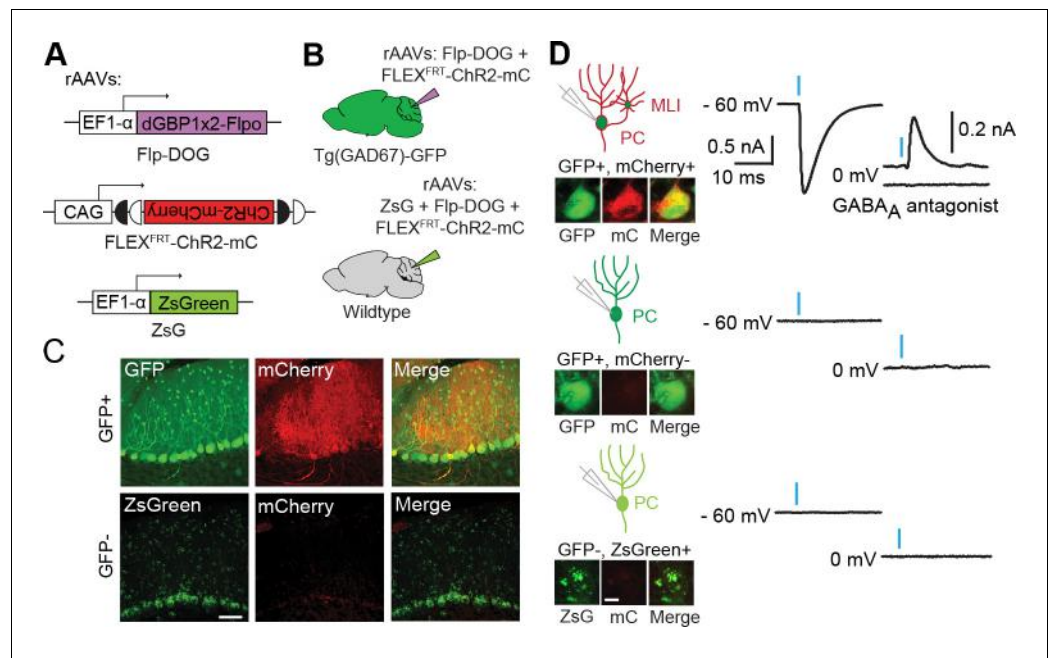 A
rAAVs:
EF1-α dGBP1x2-Flpo
Flp-DOG
CAG ChR2-mCherry
FLEXFRT-ChR2-mC
EF1-α ZsGreen
ZsG
B
rAAVs: Flp-DOG +
FLEXFRT-ChR2-mC
Tg(GAD67)-GFP
rAAVs:
ZsG + Flp-DOG +
FLEXFRT-ChR2-mC
Wildtype
C
GFP mCherry Merge
GFP+
ZsGreen mCherry Merge
GFP-
D
MLI
PC
GFP+, mCherry+
GFP mC Merge
- 60 mV
0.5 nA
10 ms
0.2 nA
0 mV
GABAA antagonist
PC
GFP+, mCherry-
GFP mC Merge
- 60 mV
0 mV
PC
GFP-, ZsGreen+
ZsG mC Merge
- 60 mV
0 mV